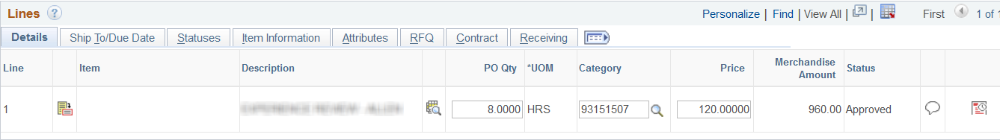 Lines ?
Personalize | Find | View All | | First 1 of 1
Details Ship To/Due Date Statuses Item Information Attributes RFQ Contract Receiving
Line Item Description PO Qty *UOM Category Price Merchandise Amount Status
1 8.0000 HRS 93151507 120.00000 960.00 Approved